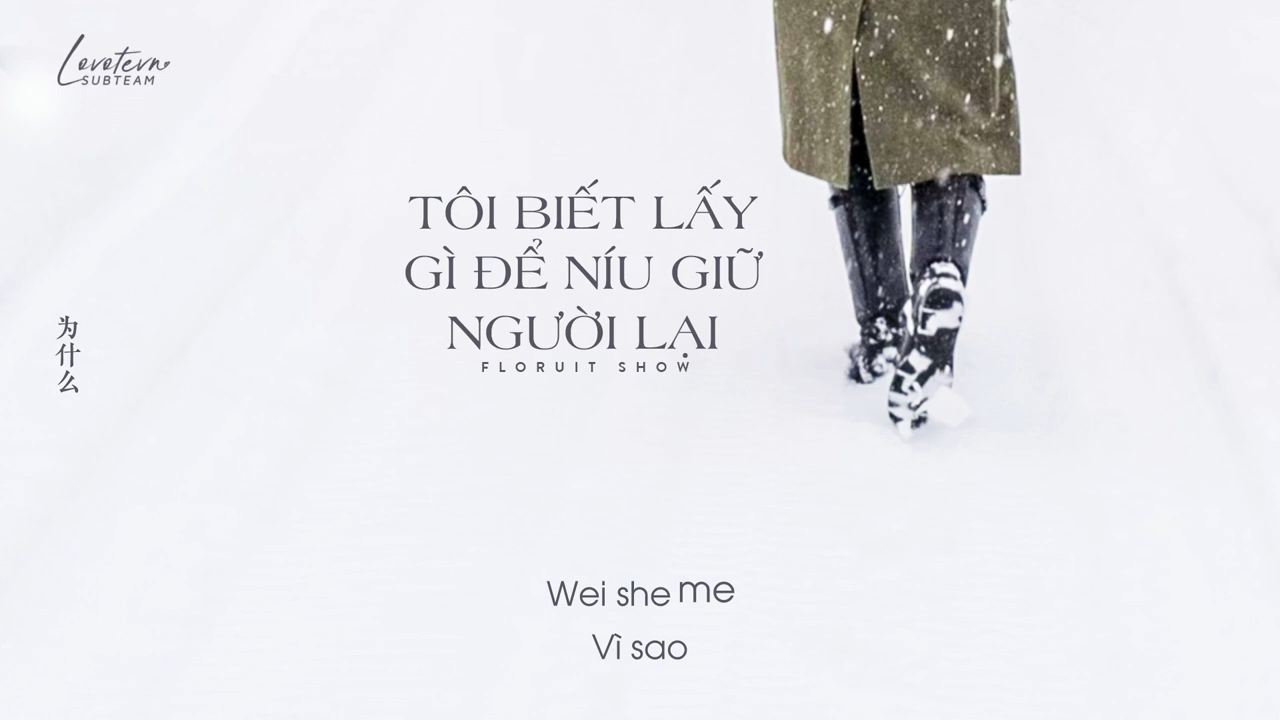 Lovotevn
SUBTEAM
TÔI BIẾT LẤY
GÌ ĐỂ NÍU GIỮ
NGƯỜI LẠI
FLORUIT SHOW
为什么
Wei she me
Vì sao